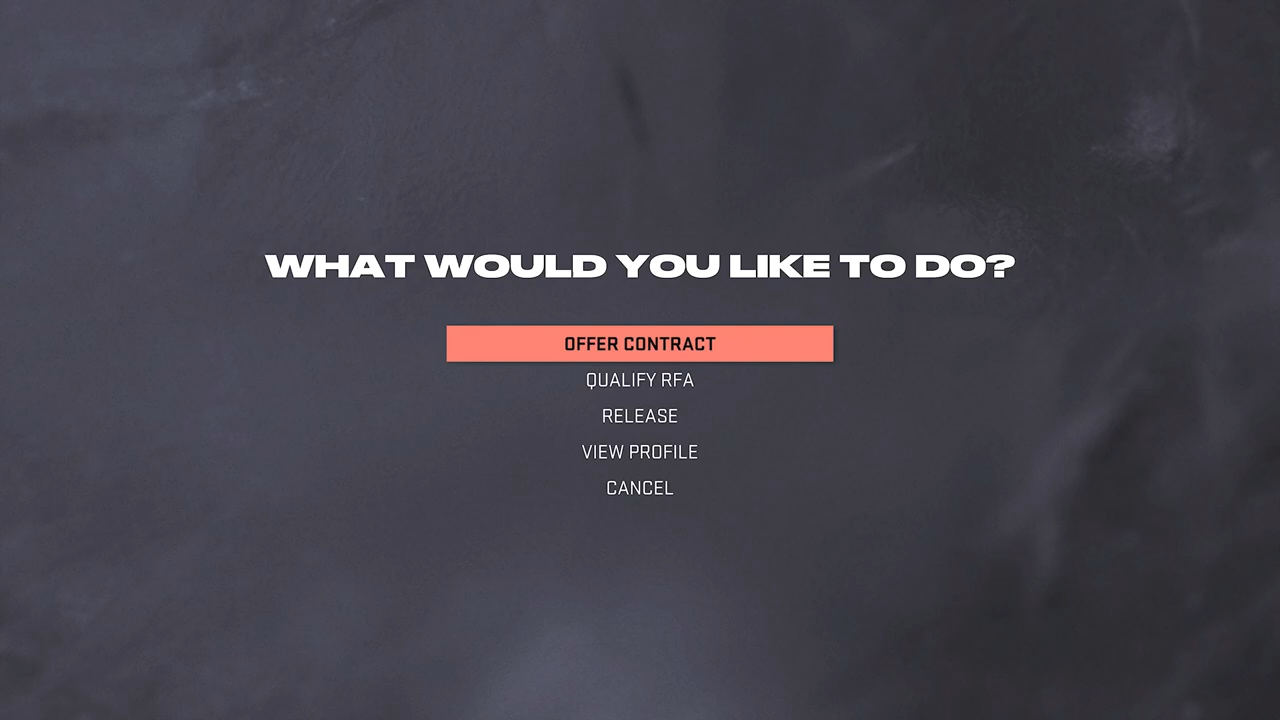 WHAT WOULD YOU LIKE TO DO?
OFFER CONTRACT
QUALIFY RFA
RELEASE
VIEW PROFILE
CANCEL